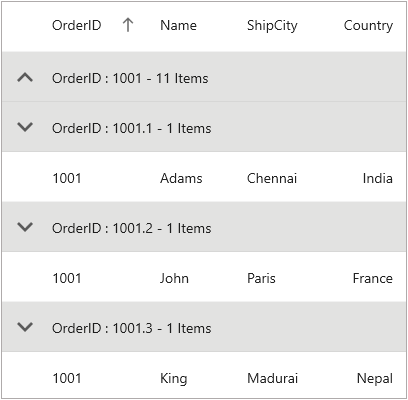 OrderID Name ShipCity Country
OrderID : 1001 - 11 Items
OrderID : 1001.1 - 1 Items
1001 Adams Chennai India
OrderID : 1001.2 - 1 Items
1001 John Paris France
OrderID : 1001.3 - 1 Items
1001 King Madurai Nepal